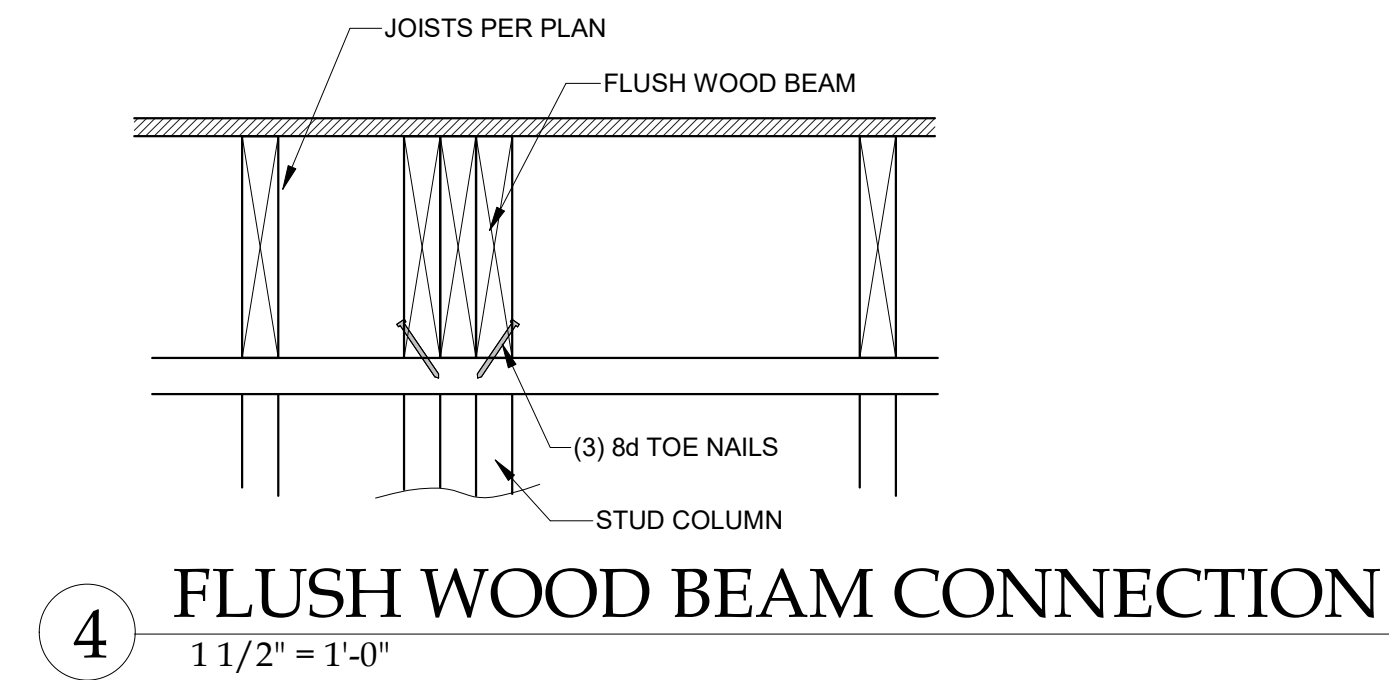 JOISTS PER PLAN
FLUSH WOOD BEAM
(3) 8d TOE NAILS
STUD COLUMN
4
FLUSH WOOD BEAM CONNECTION
1 1/2" = 1'-0"